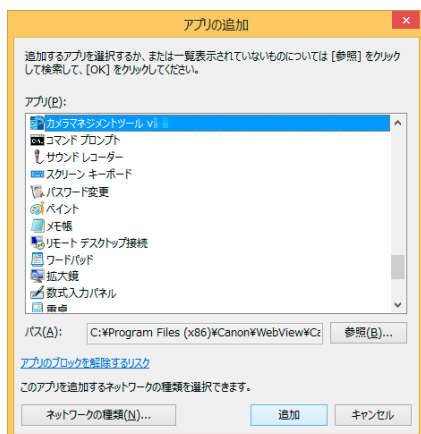 アプリの追加
追加するアプリを選択するか、または一覧表示されていないものについては [参照] をクリック
して検索して、[OK] をクリックしてください。
アプリ(P):
カメラマネジメントツール v
コマンド プロンプト
サウンド レコーダー
スクリーン キーボード
パスワード変更
ペイント
メモ帳
リモート デスクトップ接続
ワードパッド
拡大鏡
数式入力パネル
パス(A):
C:¥Program Files (x86)¥Canon¥WebView¥Ca
参照(B)...
アプリのブロックを解除するリスク
このアプリを追加するネットワークの種類を選択できます。
ネットワークの種類(N)...
追加
キャンセル